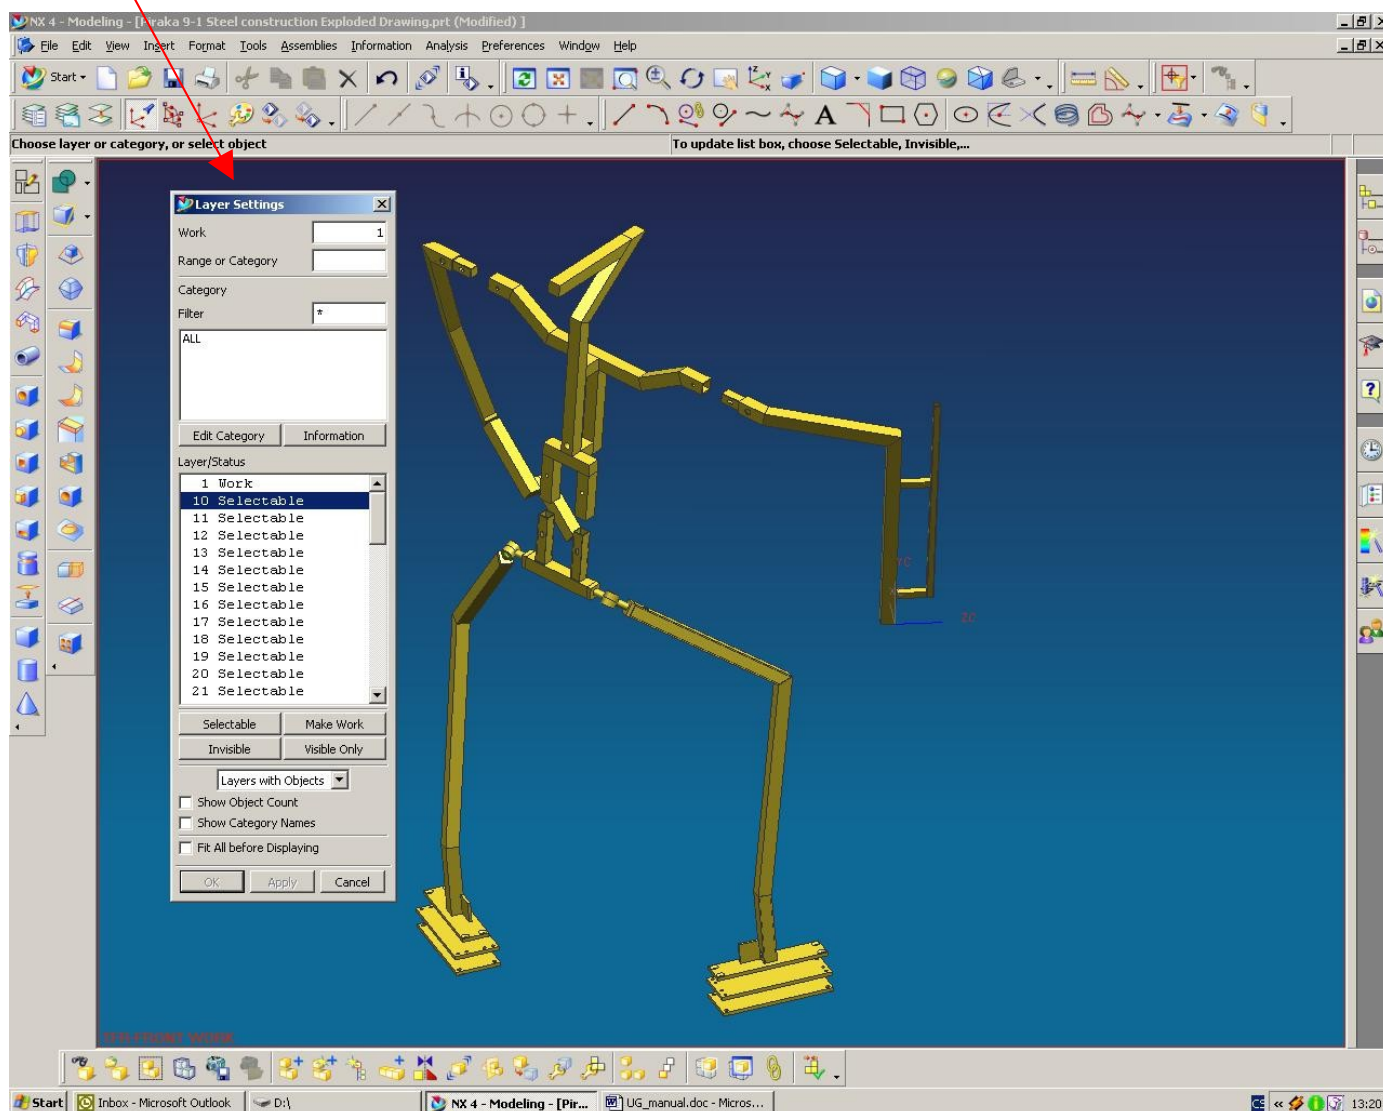 NX 4 - Modeling - [Piraka 9-1 Steel construction Exploded Drawing.prt (Modified) ]
File Edit View Insert Format Tools Assemblies Information Analysis Preferences Window Help
Start
A
Choose layer or category, or select object To update list box, choose Selectable, Invisible,...
Layer Settings
Work 1
Range or Category
Category
Filter *
ALL
Edit Category Information
Layer/Status
1 Work
10 Selectable
11 Selectable
12 Selectable
13 Selectable
14 Selectable
15 Selectable
16 Selectable
17 Selectable
18 Selectable
19 Selectable
20 Selectable
21 Selectable
Selectable Make Work
Invisible Visible Only
Layers with Objects
Show Object Count
Show Category Names
Fit All before Displaying
OK Apply Cancel
YC
ZC
TFR-FRONT WORK
Start Inbox - Microsoft Outlook D:\ NX 4 - Modeling - [Pir... UG_manual.doc - Micros... 13:20